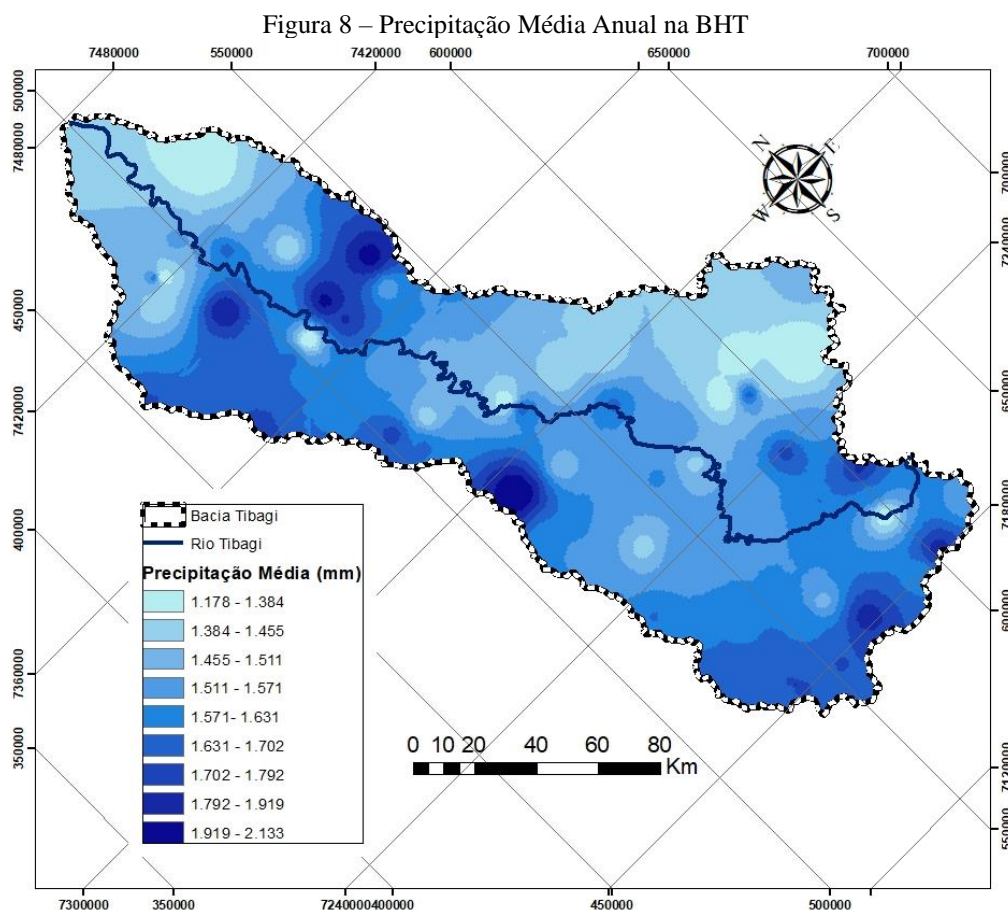 Figura 8 – Precipitação Média Anual na BHT
7480000 550000 7420000 600000 650000 700000
500000
7480000
450000
7420000
400000
7360000
350000
N E
W S
Bacia Tibagi
Rio Tibagi
Precipitação Média (mm)
1.178 - 1.384
1.384 - 1.455
1.455 - 1.511
1.511 - 1.571
1.571- 1.631
1.631 - 1.702
1.702 - 1.792
1.792 - 1.919
1.919 - 2.133
0 10 20 40 60 80
Km
7180000
600000
7120000
550000
7300000 350000 7240000 400000 450000 500000